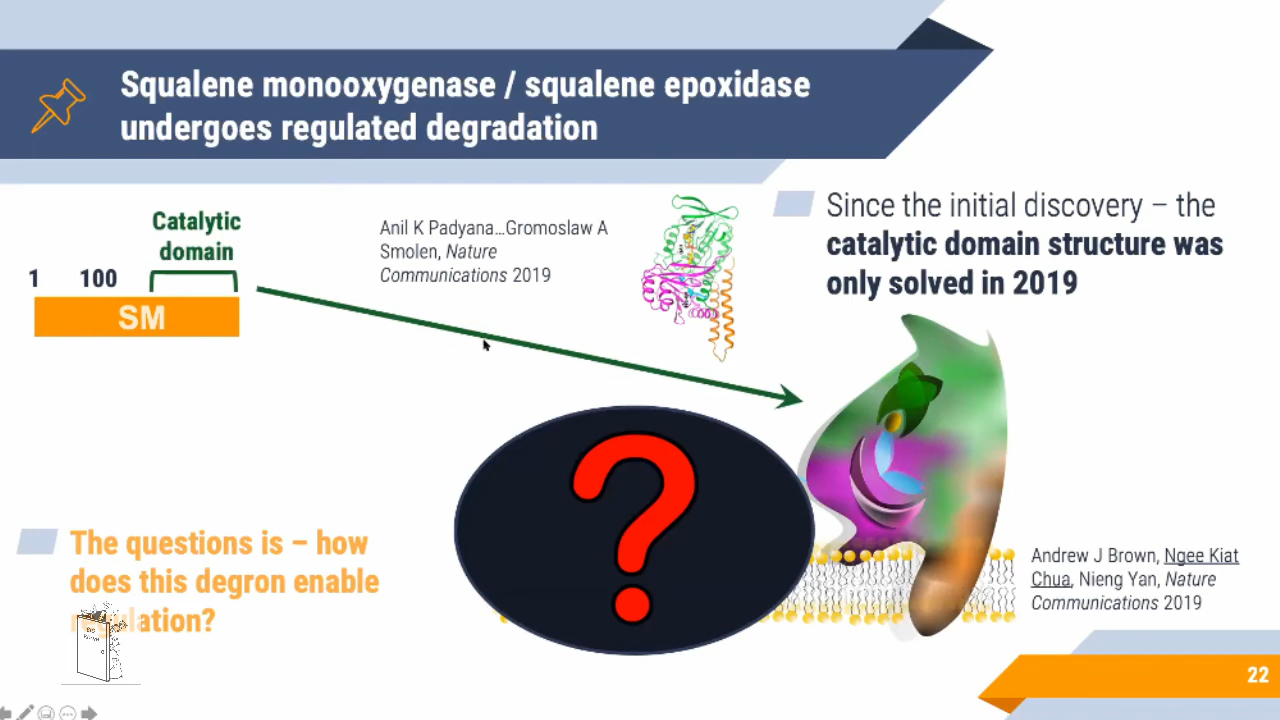 Squalene monooxygenase / squalene epoxidase
undergoes regulated degradation
Catalytic
domain
1 100
SM
Anil K Padyana…Gromoslaw A
Smolen, Nature
Communications 2019
Since the initial discovery – the
catalytic domain structure was
only solved in 2019
?
The questions is – how
does this degron enable
Andrew J Brown, Ngee Kiat
Chua, Nieng Yan, Nature
Communications 2019
22